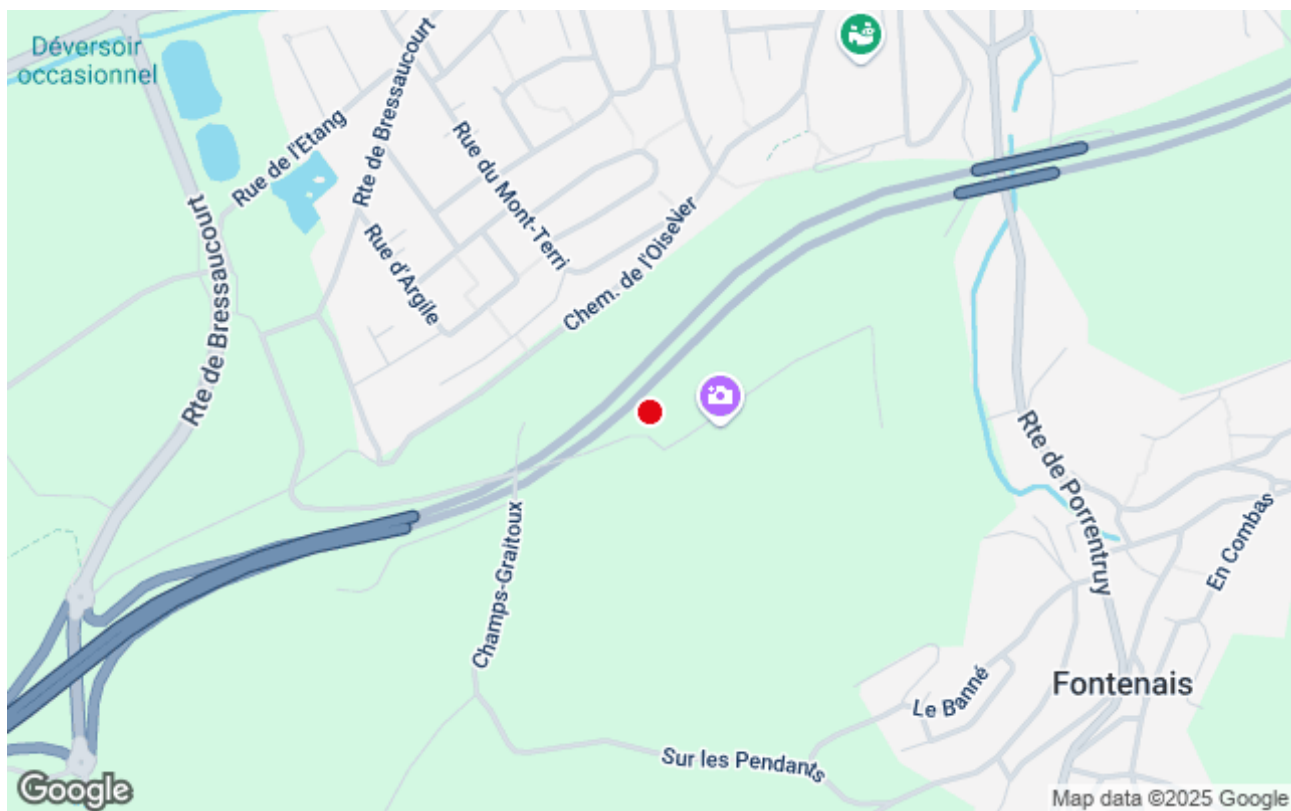 Déversoir
occasionnel
Rue de l'Etang
Rte de Bressaucourt
Rue du Mont-Terri
Rue d'Argile
Chem. de l'Oiselier
Rte de Bressaucourt
Champs-Graitoux
Rte de Porrentruy
En Combas
Le Banné
Fontenais
Sur les Pendants
Google
Map data ©2025 Google